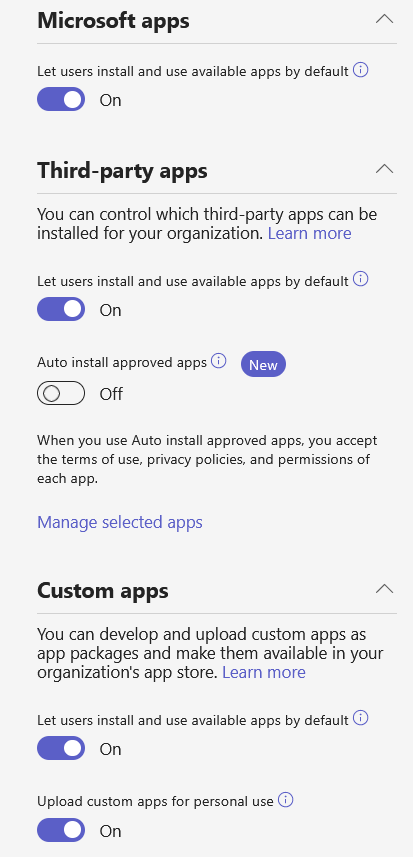 Microsoft apps
Let users install and use available apps by default
On
Third-party apps
You can control which third-party apps can be
installed for your organization. Learn more
Let users install and use available apps by default
On
Auto install approved apps New
Off
When you use Auto install approved apps, you accept
the terms of use, privacy policies, and permissions of
each app.
Manage selected apps
Custom apps
You can develop and upload custom apps as
app packages and make them available in your
organization's app store. Learn more
Let users install and use available apps by default
On
Upload custom apps for personal use
On